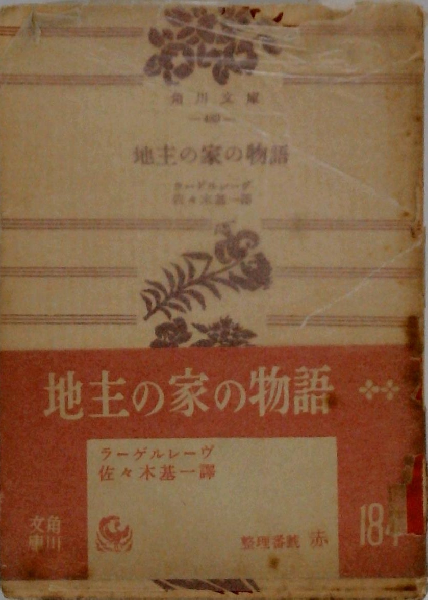 角川文庫
地主の家の物語
ラーゲルレーヴ
佐々木基一譯
地主の家の物語
ラーゲルレーヴ
佐々木基一譯
角川
文庫
整理番號 赤
184